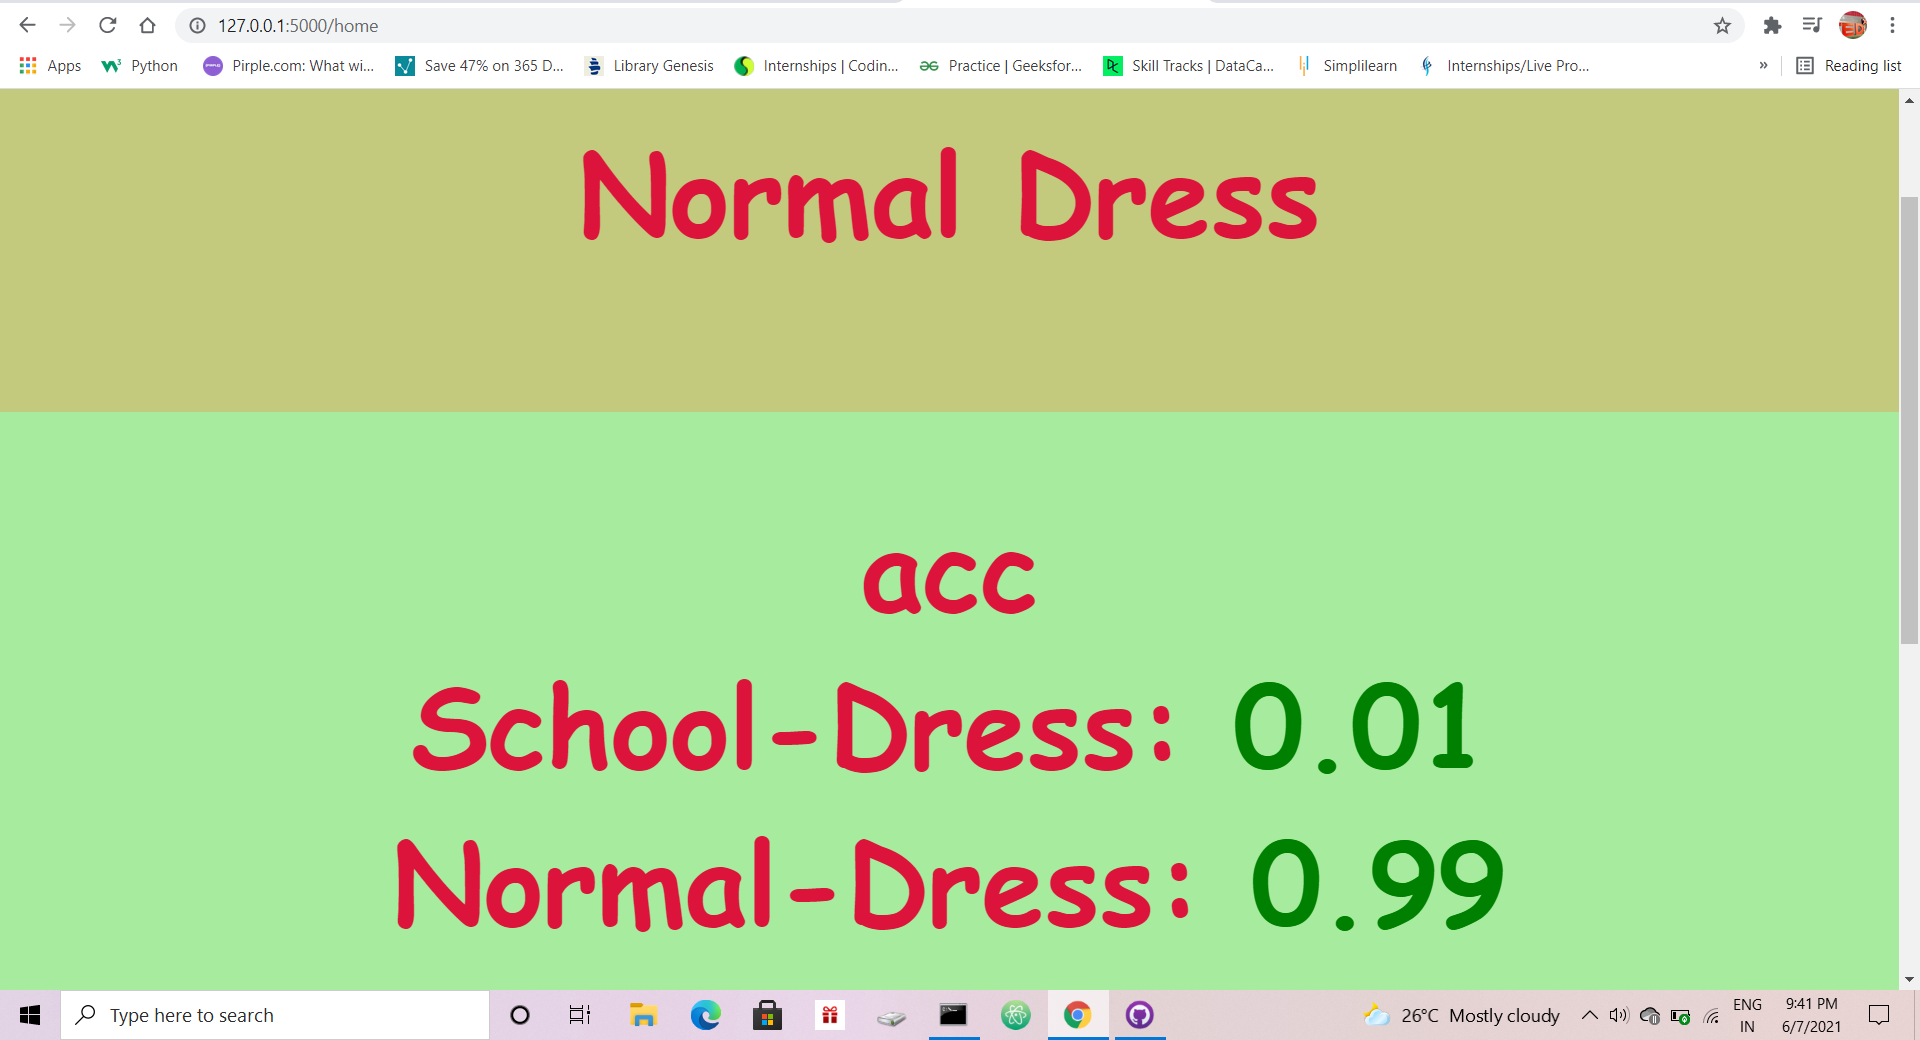 127.0.0.1:5000/home
Apps Python Pirple.com: What wi... Save 47% on 365 D... Library Genesis Internships | Codin... Practice | Geeksfor... Skill Tracks | DataCa... Simplilearn Internships/Live Pro... » Reading list
Normal Dress
acc
School-Dress: 0.01
Normal-Dress: 0.99
Type here to search 26°C Mostly cloudy ENG 9:41 PM
IN 6/7/2021